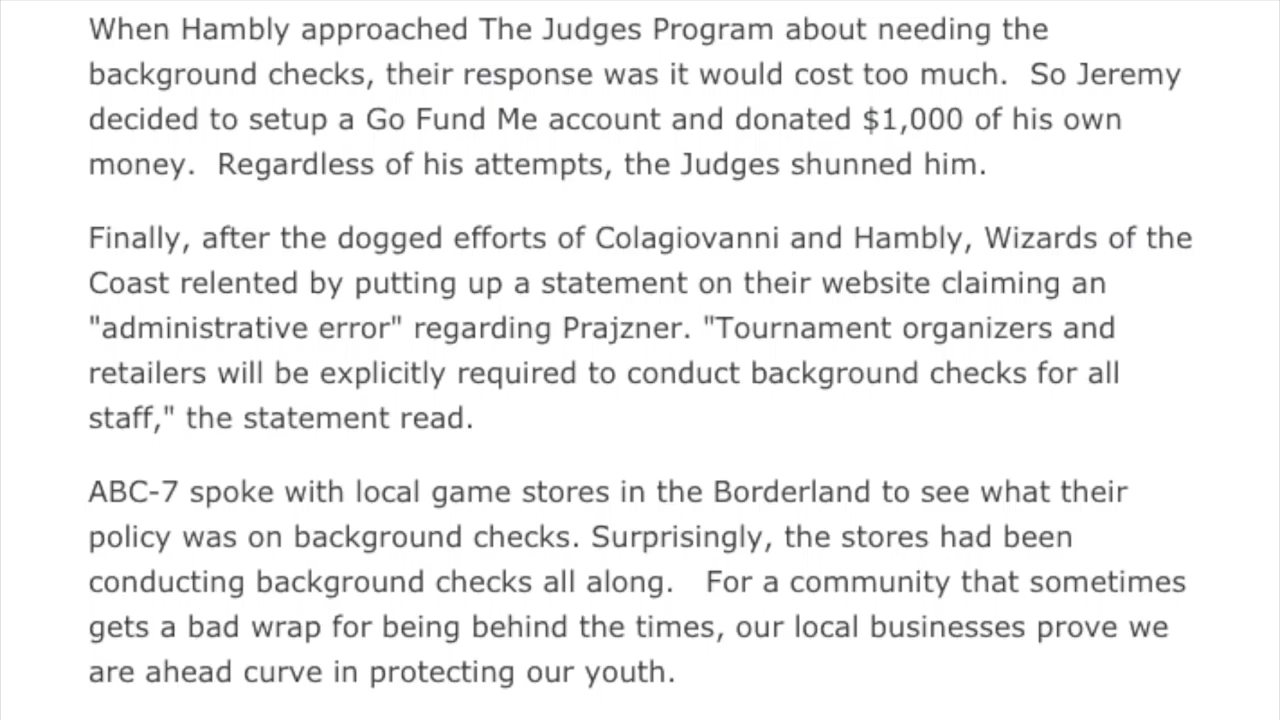 When Hambly approached The Judges Program about needing the
background checks, their response was it would cost too much.  So Jeremy
decided to setup a Go Fund Me account and donated $1,000 of his own
money.  Regardless of his attempts, the Judges shunned him.
Finally, after the dogged efforts of Colagiovanni and Hambly, Wizards of the
Coast relented by putting up a statement on their website claiming an
"administrative error" regarding Prajzner. "Tournament organizers and
retailers will be explicitly required to conduct background checks for all
staff," the statement read.
ABC-7 spoke with local game stores in the Borderland to see what their
policy was on background checks. Surprisingly, the stores had been
conducting background checks all along.   For a community that sometimes
gets a bad wrap for being behind the times, our local businesses prove we
are ahead curve in protecting our youth.